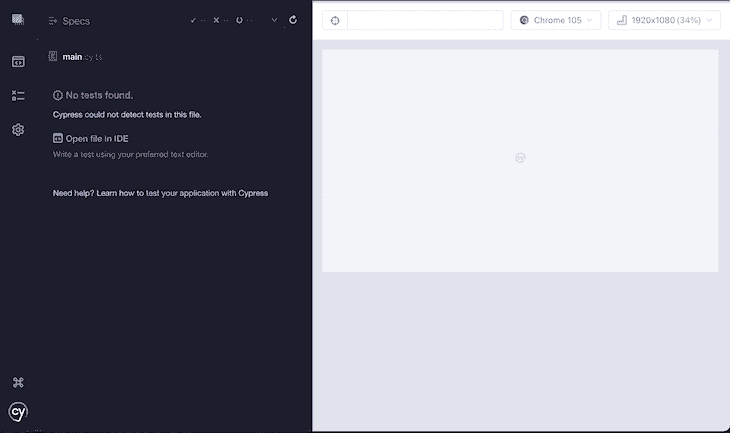 Specs
main.cy.ts
No tests found.
Cypress could not detect tests in this file.
Open file in IDE
Write a test using your preferred text editor.
Need help? Learn how to test your application with Cypress
Chrome 105
1920x1080 (34%)
cy
cy